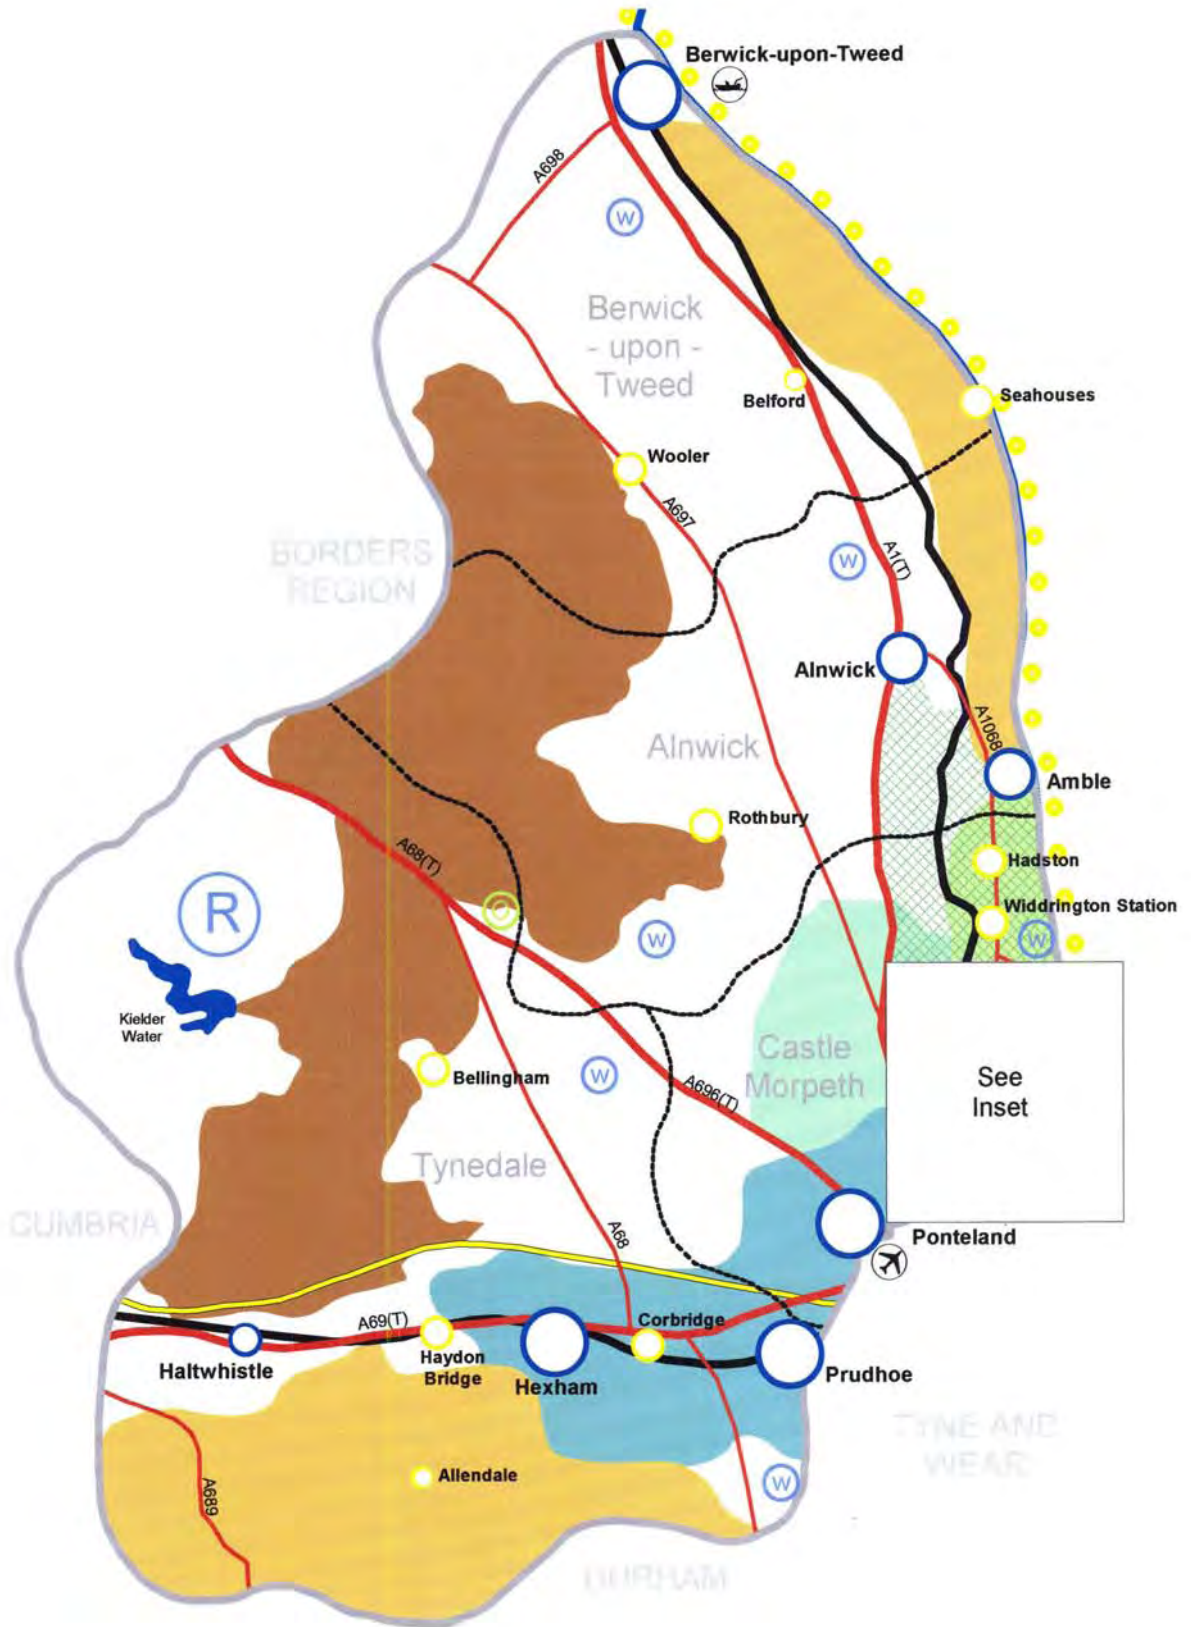 Berwick-upon-Tweed
A698
W
Berwick
- upon -
Tweed
Belford
Seahouses
Wooler
A697
BORDERS
REGION
W
A1(T)
Alnwick
A1068
Alnwick
Amble
Rothbury
A68(T)
Hadston
R
Widdrington Station
W
W
Kielder
Water
Castle
Morpeth
See
Inset
Bellingham
W
A696(T)
Tynedale
CUMBRIA
A68
Ponteland
A69(T)
Corbridge
Haltwhistle
Haydon
Bridge
Hexham
Prudhoe
TYNE AND
WEAR
Allendale
W
A689
DURHAM